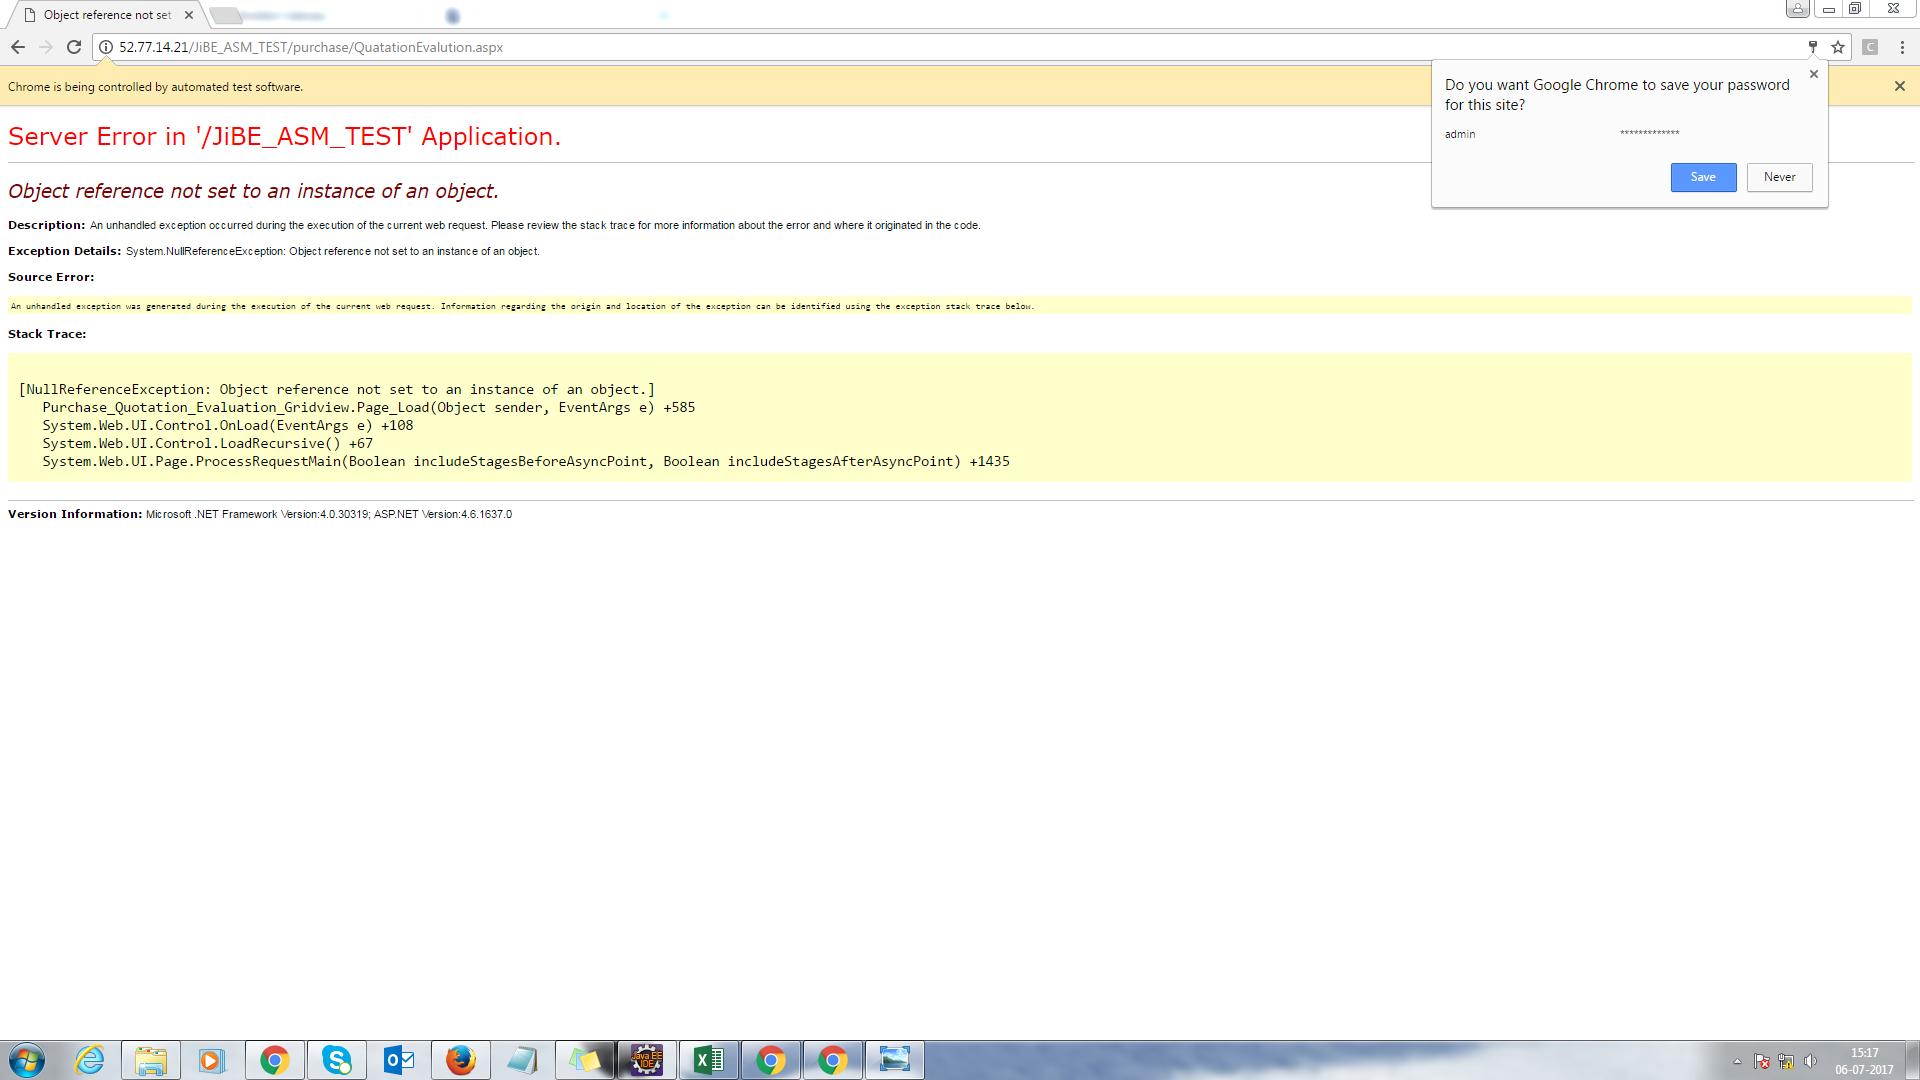 Object reference not set
52.77.14.21/JiBE_ASM_TEST/purchase/QuatationEvalution.aspx
C
Chrome is being controlled by automated test software.
Do you want Google Chrome to save your password
for this site?
admin *************
Save Never
Server Error in '/JiBE_ASM_TEST' Application.
Object reference not set to an instance of an object.
Description: An unhandled exception occurred during the execution of the current web request. Please review the stack trace for more information about the error and where it originated in the code.
Exception Details: System.NullReferenceException: Object reference not set to an instance of an object.
Source Error:
An unhandled exception was generated during the execution of the current web request. Information regarding the origin and location of the exception can be identified using the exception stack trace below.
Stack Trace:
[NullReferenceException: Object reference not set to an instance of an object.]
Purchase_Quotation_Evaluation_Gridview.Page_Load(Object sender, EventArgs e) +585
System.Web.UI.Control.OnLoad(EventArgs e) +108
System.Web.UI.Control.LoadRecursive() +67
System.Web.UI.Page.ProcessRequestMain(Boolean includeStagesBeforeAsyncPoint, Boolean includeStagesAfterAsyncPoint) +1435
Version Information: Microsoft .NET Framework Version:4.0.30319; ASP.NET Version:4.6.1637.0
Java EE
IDE
15:17
06-07-2017